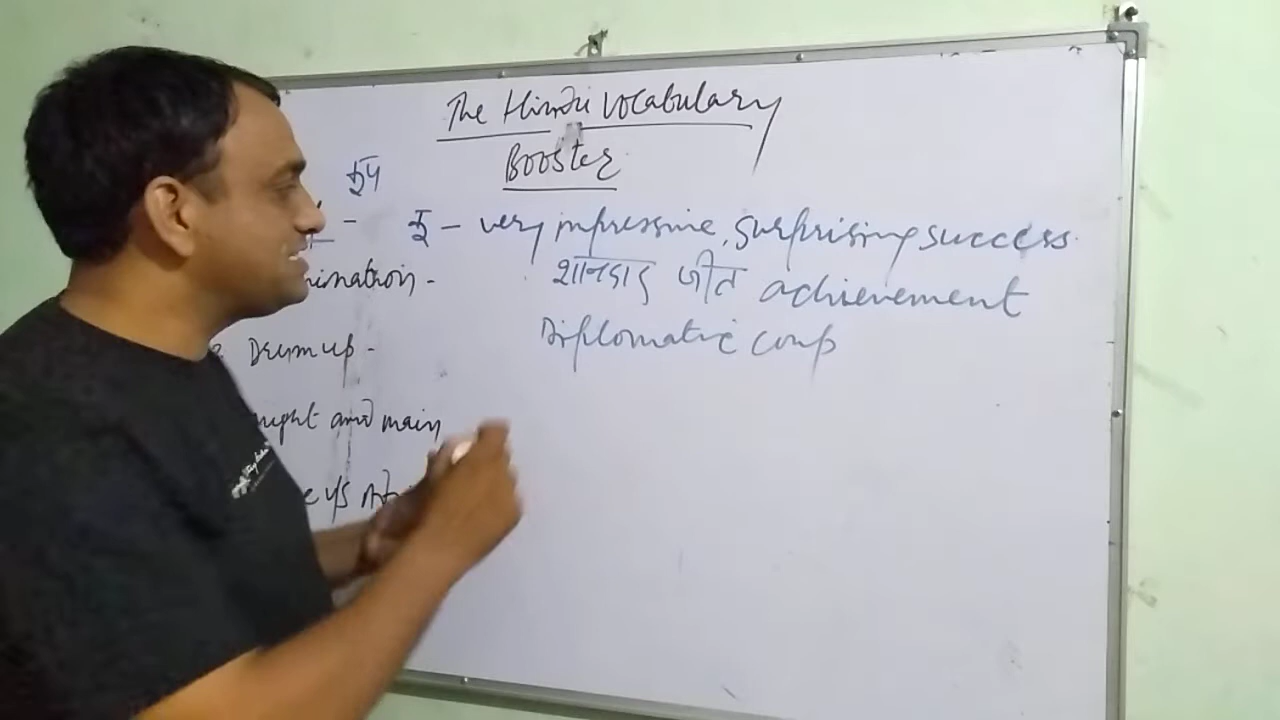 The Hindu Vocabulary
Booster
कूप
- कू - very impressive, surprising success.
शानदार जीत achievement
Diplomatic coup
ination -
Drum up -
might and main